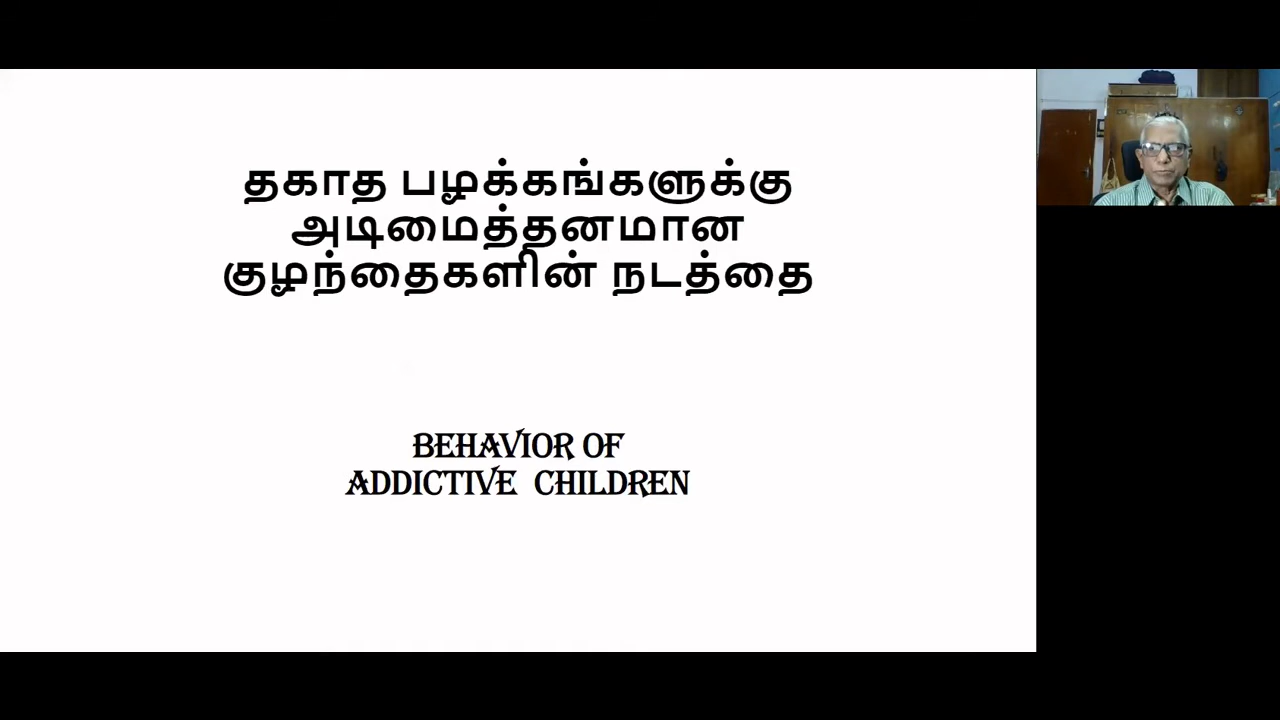 தகாத பழக்கங்களுக்கு
அடிமைத்தனமான
குழந்தைகளின் நடத்தை
BEHAVIOR OF
ADDICTIVE CHILDREN